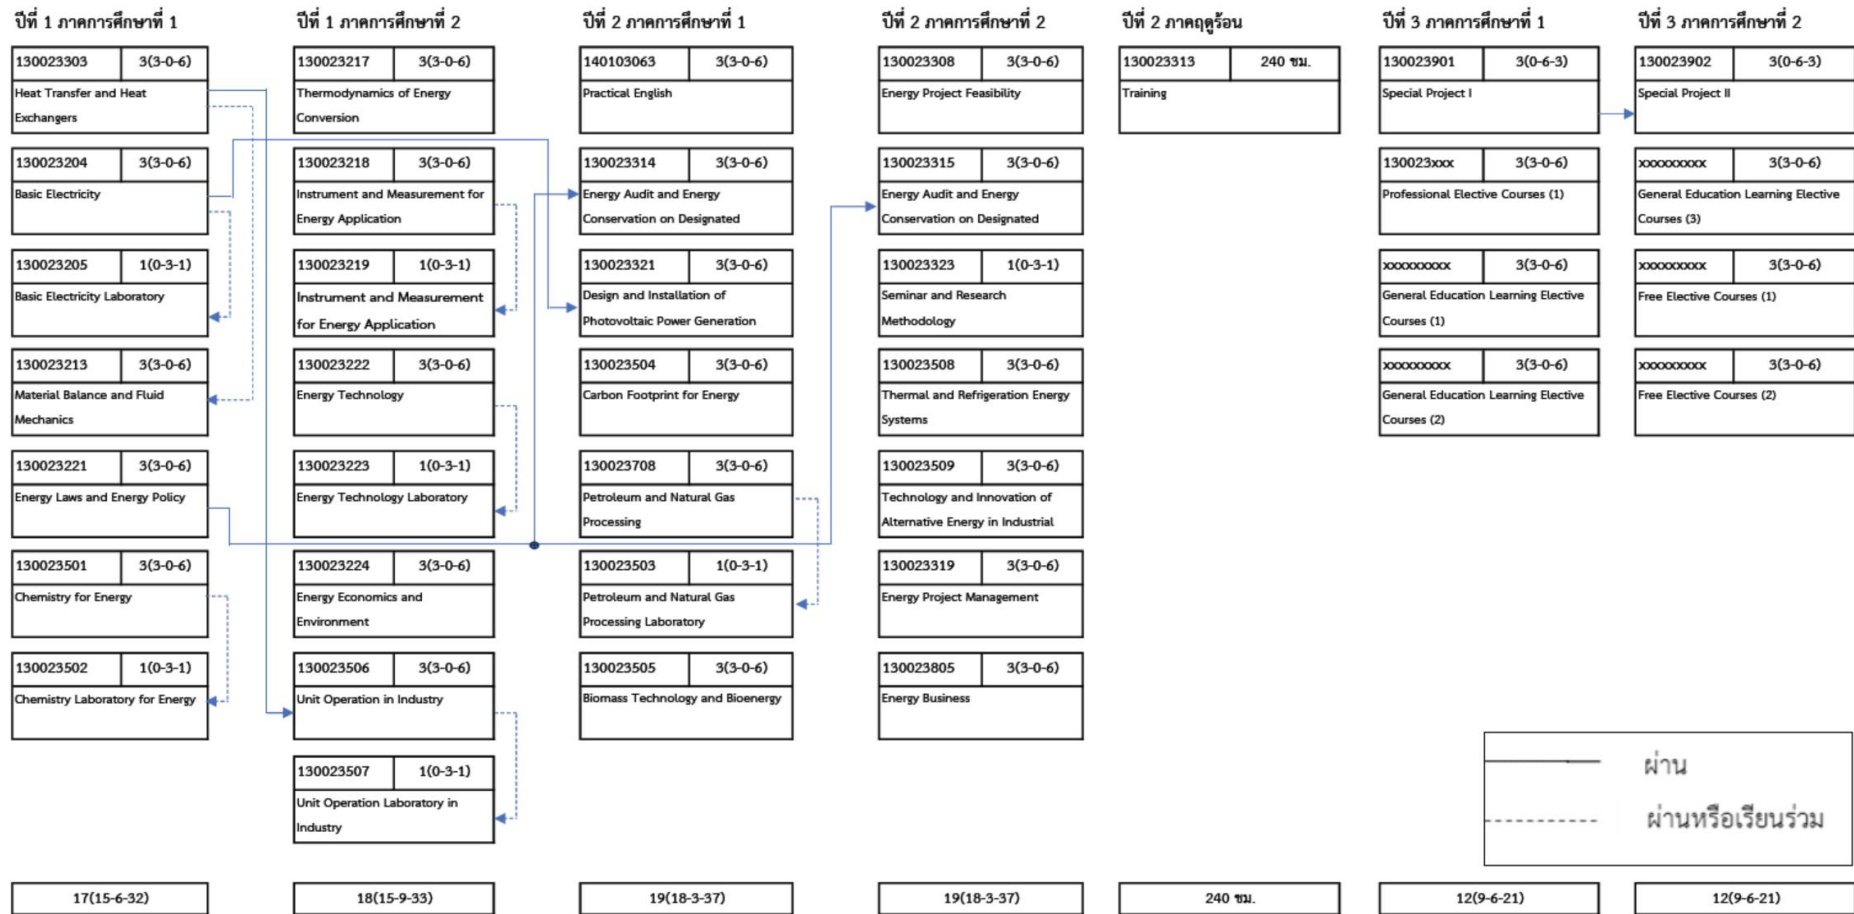 ปีที่ 1 ภาคการศึกษาที่ 1
130023303 3(3-0-6)
Heat Transfer and Heat
Exchangers
130023204 3(3-0-6)
Basic Electricity
130023205 1(0-3-1)
Basic Electricity Laboratory
130023213 3(3-0-6)
Material Balance and Fluid
Mechanics
130023221 3(3-0-6)
Energy Laws and Energy Policy
130023501 3(3-0-6)
Chemistry for Energy
130023502 1(0-3-1)
Chemistry Laboratory for Energy
17(15-6-32)
ปีที่ 1 ภาคการศึกษาที่ 2
130023217 3(3-0-6)
Thermodynamics of Energy
Conversion
130023218 3(3-0-6)
Instrument and Measurement for
Energy Application
130023219 1(0-3-1)
Instrument and Measurement
for Energy Application
130023222 3(3-0-6)
Energy Technology
130023223 1(0-3-1)
Energy Technology Laboratory
130023224 3(3-0-6)
Energy Economics and
Environment
130023506 3(3-0-6)
Unit Operation in Industry
130023507 1(0-3-1)
Unit Operation Laboratory in
Industry
18(15-9-33)
ปีที่ 2 ภาคการศึกษาที่ 1
140103063 3(3-0-6)
Practical English
130023314 3(3-0-6)
Energy Audit and Energy
Conservation on Designated
130023321 3(3-0-6)
Design and Installation of
Photovoltaic Power Generation
130023504 3(3-0-6)
Carbon Footprint for Energy
130023708 3(3-0-6)
Petroleum and Natural Gas
Processing
130023503 1(0-3-1)
Petroleum and Natural Gas
Processing Laboratory
130023505 3(3-0-6)
Biomass Technology and Bioenergy
19(18-3-37)
ปีที่ 2 ภาคการศึกษาที่ 2
130023308 3(3-0-6)
Energy Project Feasibility
130023315 3(3-0-6)
Energy Audit and Energy
Conservation on Designated
130023323 1(0-3-1)
Seminar and Research
Methodology
130023508 3(3-0-6)
Thermal and Refrigeration Energy
Systems
130023509 3(3-0-6)
Technology and Innovation of
Alternative Energy in Industrial
130023319 3(3-0-6)
Energy Project Management
130023805 3(3-0-6)
Energy Business
19(18-3-37)
ปีที่ 2 ภาคฤดูร้อน
130023313 240 ชม.
Training
240 ชม.
ปีที่ 3 ภาคการศึกษาที่ 1
130023901 3(0-6-3)
Special Project I
130023xxx 3(3-0-6)
Professional Elective Courses (1)
xxxxxxxxx 3(3-0-6)
General Education Learning Elective
Courses (1)
xxxxxxxxx 3(3-0-6)
General Education Learning Elective
Courses (2)
12(9-6-21)
ปีที่ 3 ภาคการศึกษาที่ 2
130023902 3(0-6-3)
Special Project II
xxxxxxxxx 3(3-0-6)
General Education Learning Elective
Courses (3)
xxxxxxxxx 3(3-0-6)
Free Elective Courses (1)
xxxxxxxxx 3(3-0-6)
Free Elective Courses (2)
ผ่าน
ผ่านหรือเรียนร่วม
12(9-6-21)